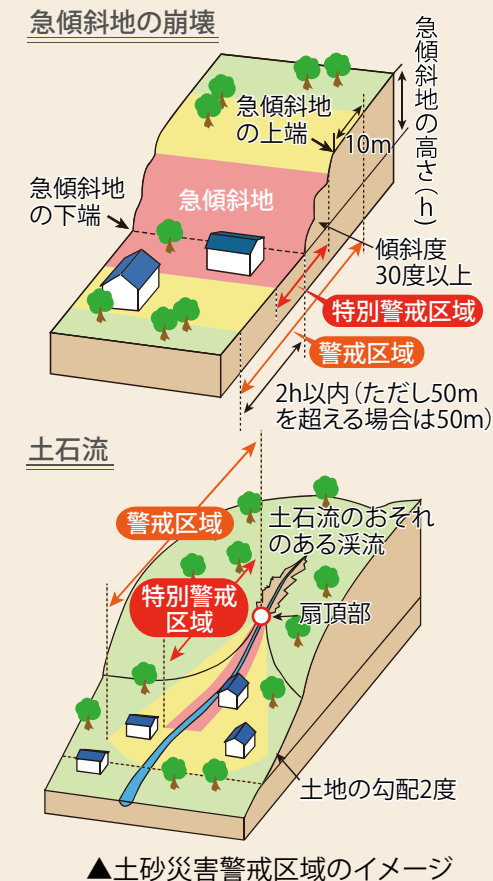 急傾斜地の崩壊
急傾斜地の高さ(h)
急傾斜地
の上端
10m
急傾斜地
の下端
急傾斜地
傾斜度
30度以上
特別警戒区域
警戒区域
2h以内(ただし50m
を超える場合は50m)
土石流
警戒区域
土石流のおそれ
のある渓流
特別警戒
区域
扇頂部
土地の勾配2度
▲土砂災害警戒区域のイメージ